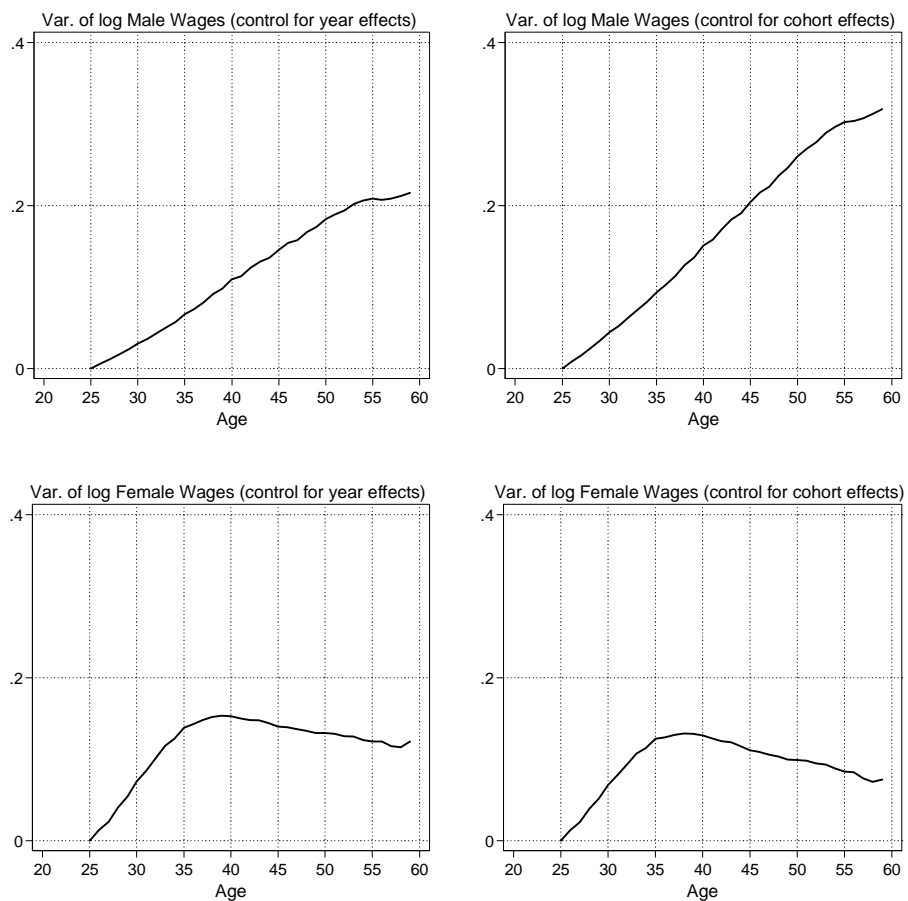 Var. of log Male Wages (control for year effects)
.4
.2
0
20 25 30 35 40 45 50 55 60
Age
Var. of log Male Wages (control for cohort effects)
.4
.2
0
20 25 30 35 40 45 50 55 60
Age
Var. of log Female Wages (control for year effects)
.4
.2
0
20 25 30 35 40 45 50 55 60
Age
Var. of log Female Wages (control for cohort effects)
.4
.2
0
20 25 30 35 40 45 50 55 60
Age